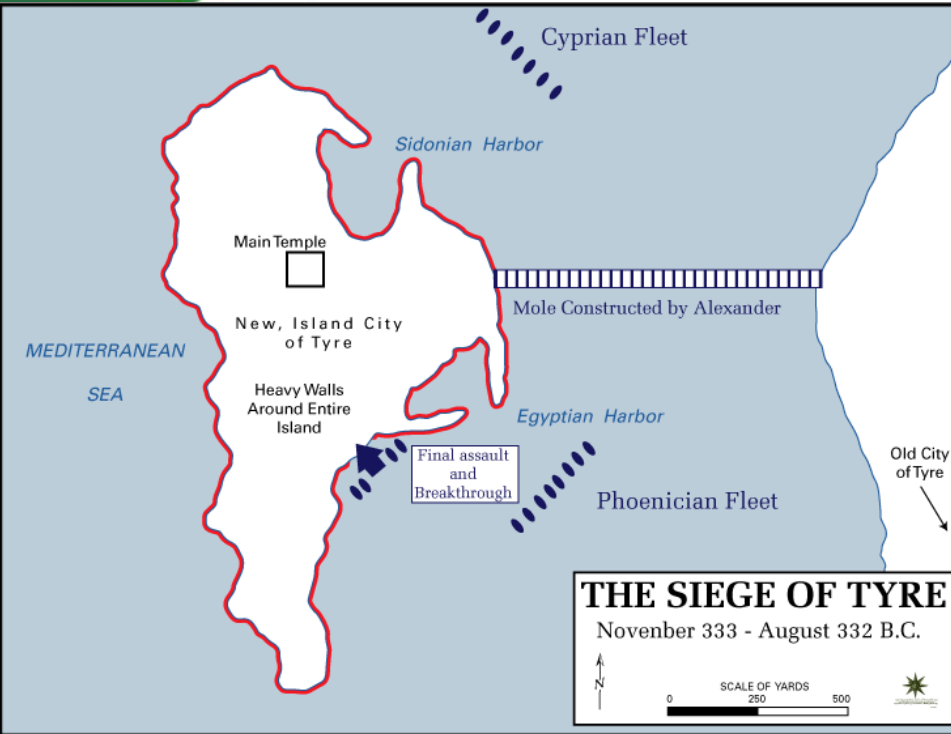 Cyprian Fleet
Sidonian Harbor
Main Temple
Mole Constructed by Alexander
New, Island City
of Tyre
MEDITERRANEAN
SEA
Heavy Walls
Around Entire
Island
Egyptian Harbor
Final assault
and
Breakthrough
Old City
of Tyre
Phoenician Fleet
THE SIEGE OF TYRE
Novenber 333 - August 332 B.C.
N
SCALE OF YARDS
0 250 500